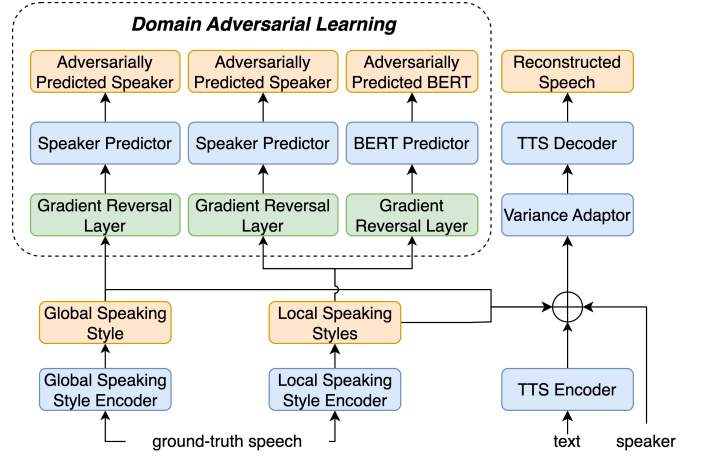 Domain Adversarial Learning
Adversarially
Predicted Speaker
Adversarially
Predicted Speaker
Adversarially
Predicted BERT
Reconstructed
Speech
Speaker Predictor
Speaker Predictor
BERT Predictor
TTS Decoder
Gradient Reversal
Layer
Gradient Reversal
Layer
Gradient
Reversal Layer
Variance Adaptor
Global Speaking
Style
Local Speaking
Styles
Global Speaking
Style Encoder
Local Speaking
Style Encoder
TTS Encoder
ground-truth speech
text
speaker